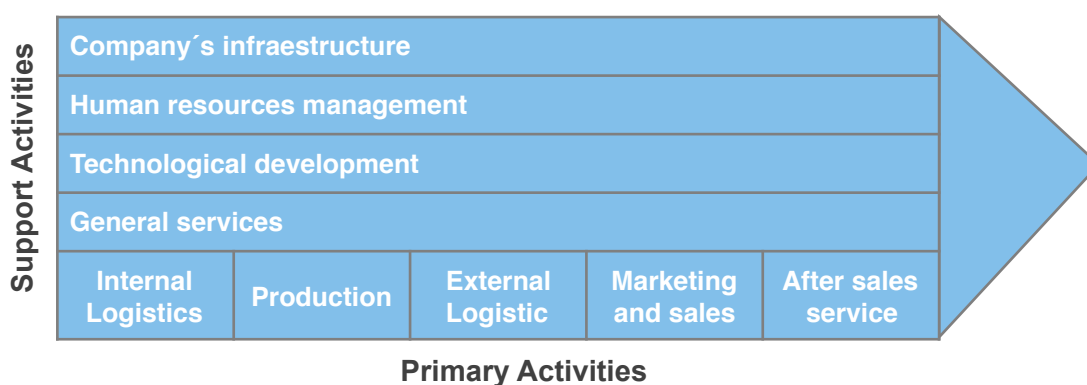 Support Activities
Company´s infraestructure
Human resources management
Technological development
General services
Internal
Logistics
Production
External
Logistic
Marketing
and sales
After sales
service
Primary Activities